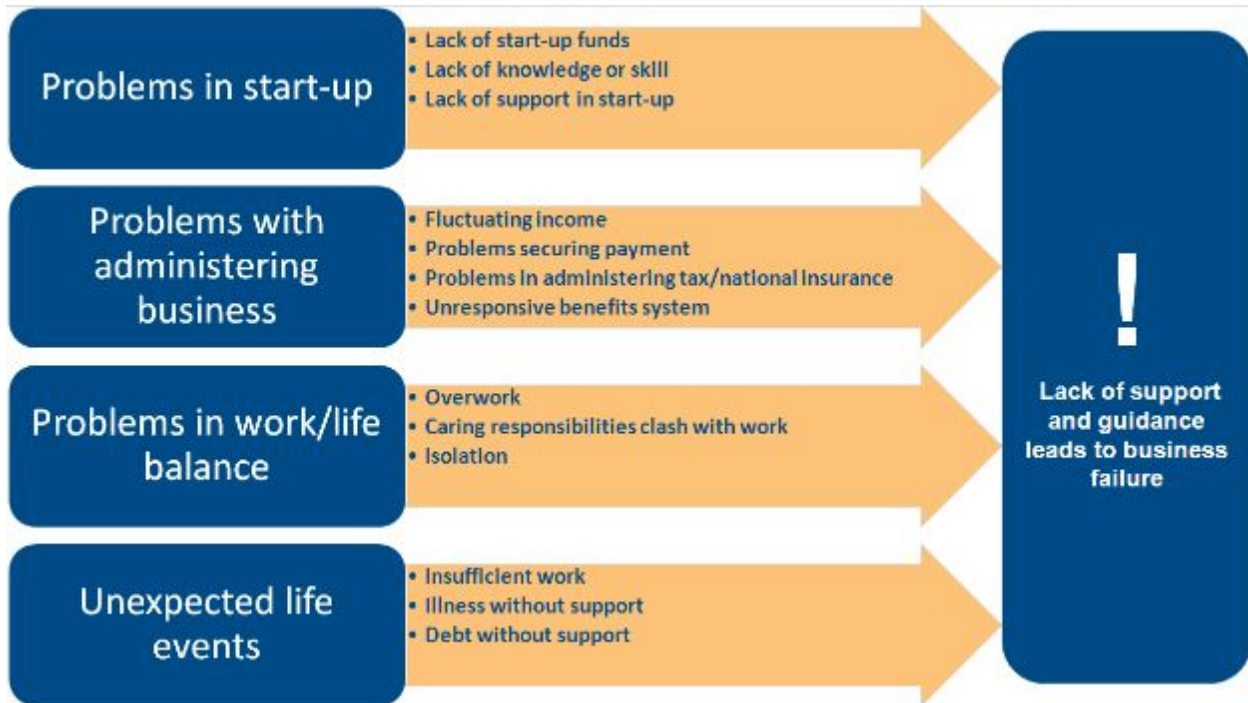 Problems in start-up
• Lack of start-up funds
• Lack of knowledge or skill
• Lack of support in start-up
Problems with
administering
business
• Fluctuating income
• Problems securing payment
• Problems in administering tax/national insurance
• Unresponsive benefits system
Problems in work/life
balance
• Overwork
• Caring responsibilities clash with work
• Isolation
Unexpected life
events
• Insufficient work
• Illness without support
• Debt without support
!
Lack of support
and guidance
leads to business
failure